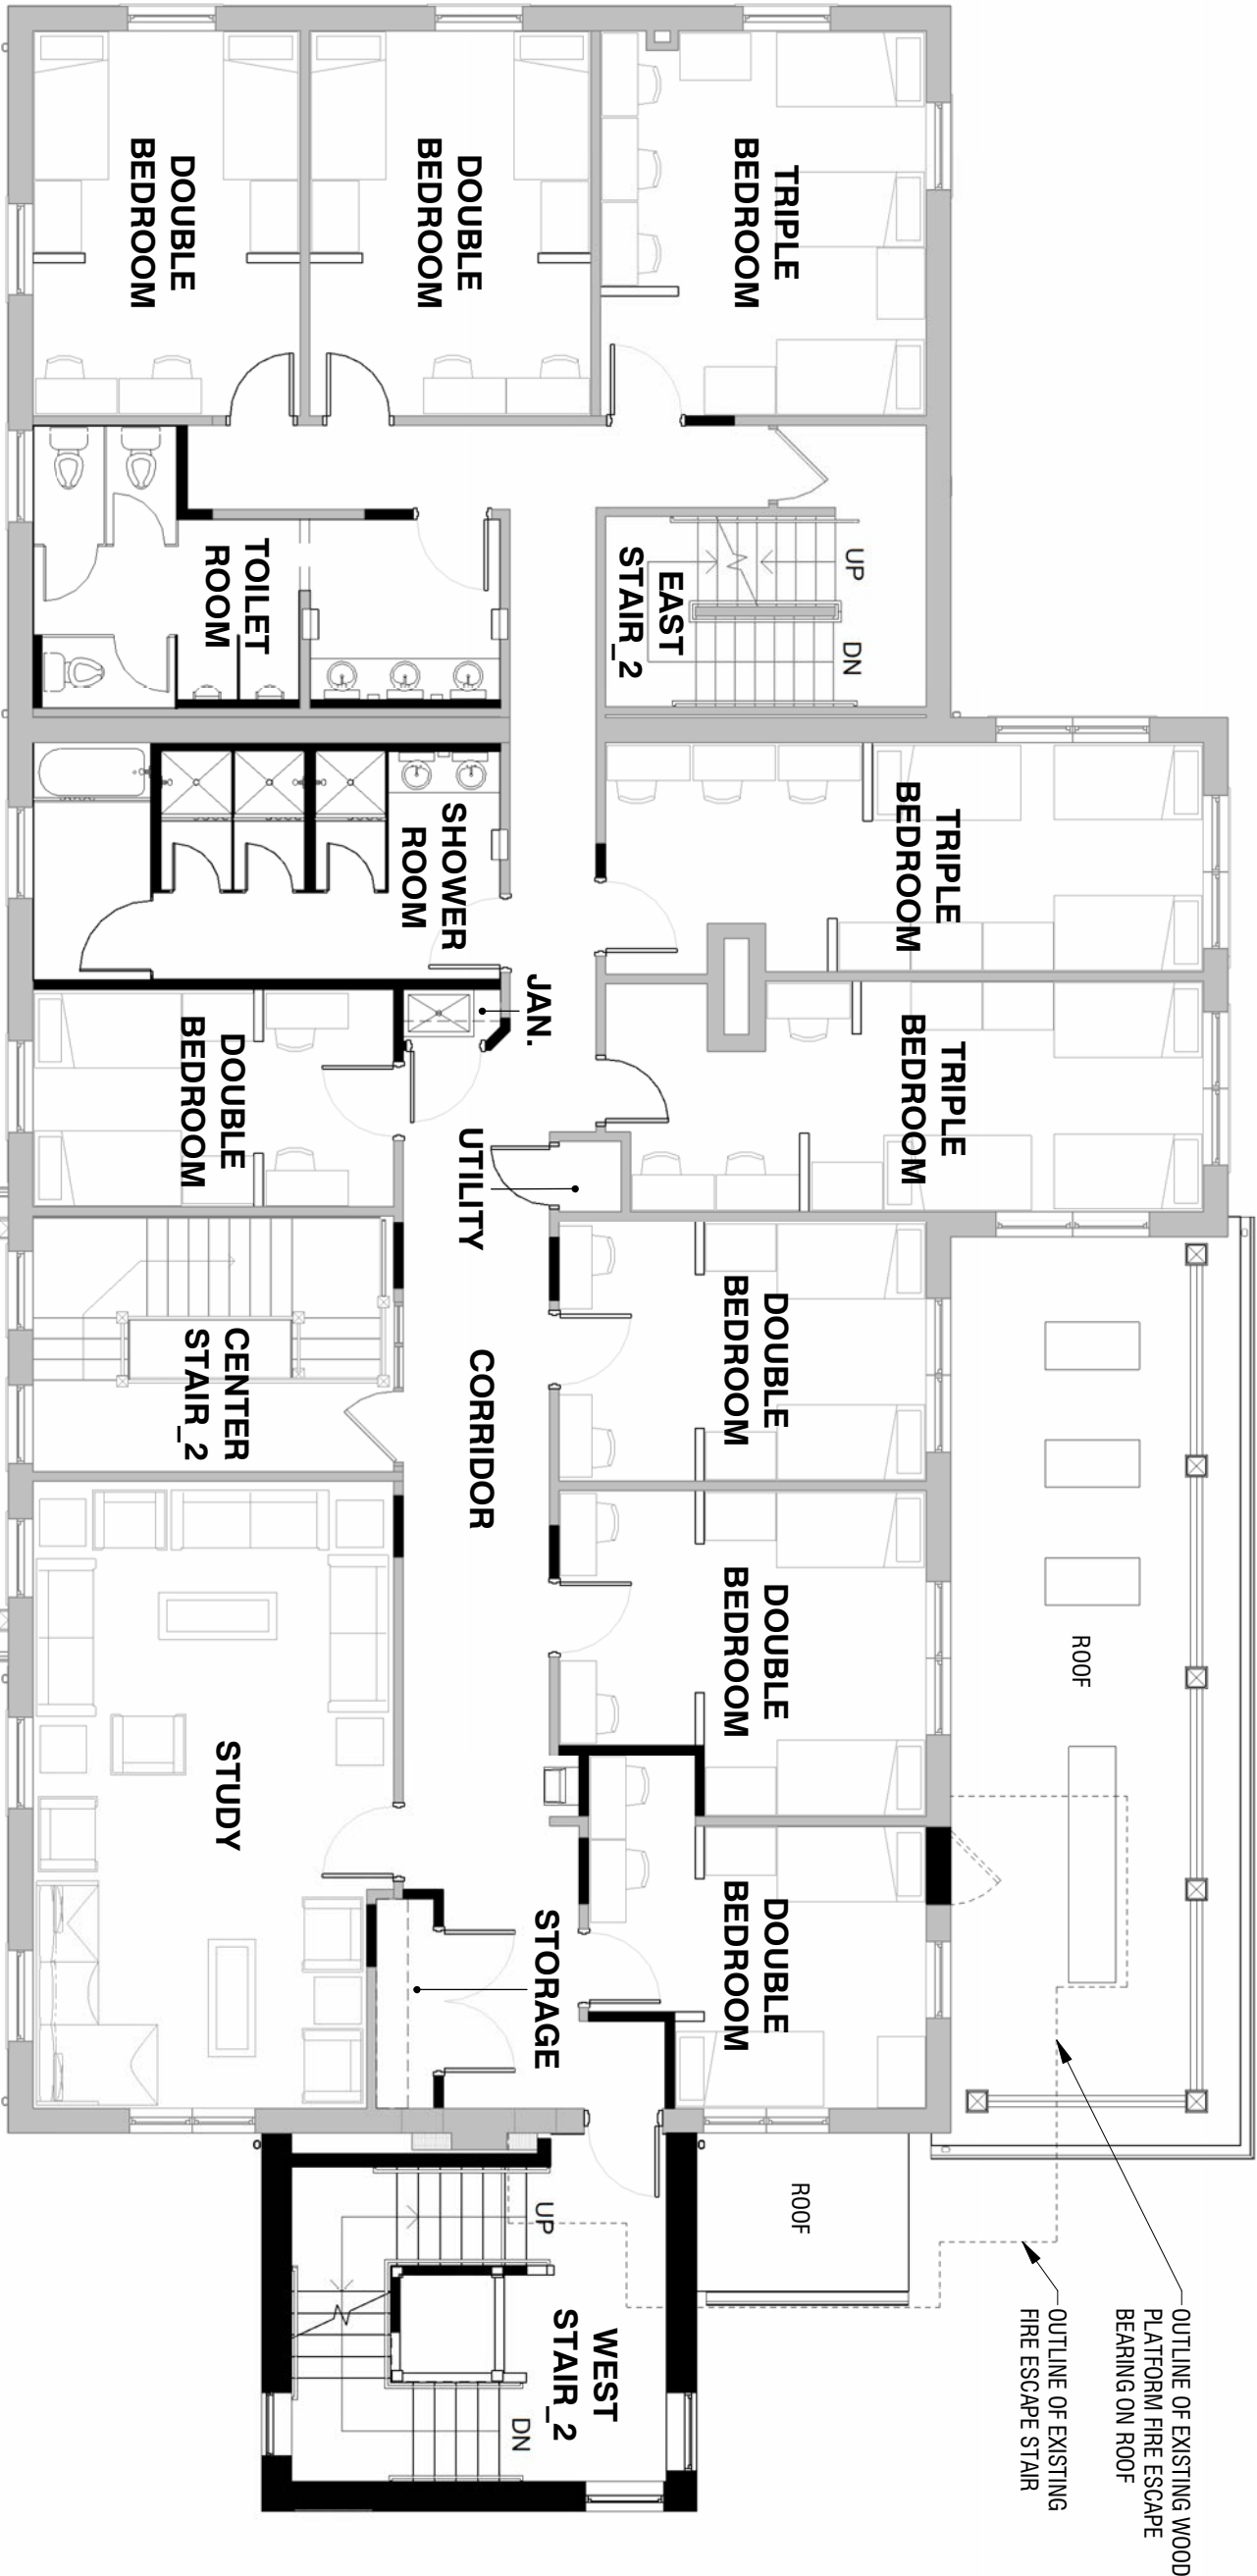 DOUBLE
BEDROOM
DOUBLE
BEDROOM
TRIPLE
BEDROOM
TOILET
ROOM
EAST
STAIR_2
UP
DN
SHOWER
ROOM
TRIPLE
BEDROOM
JAN.
TRIPLE
BEDROOM
DOUBLE
BEDROOM
UTILITY
CENTER
STAIR_2
CORRIDOR
DOUBLE
BEDROOM
DOUBLE
BEDROOM
ROOF
STUDY
STORAGE
DOUBLE
BEDROOM
UP
ROOF
WEST
STAIR_2
DN
OUTLINE OF EXISTING WOOD
PLATFORM FIRE ESCAPE
BEARING ON ROOF
OUTLINE OF EXISTING
FIRE ESCAPE STAIR